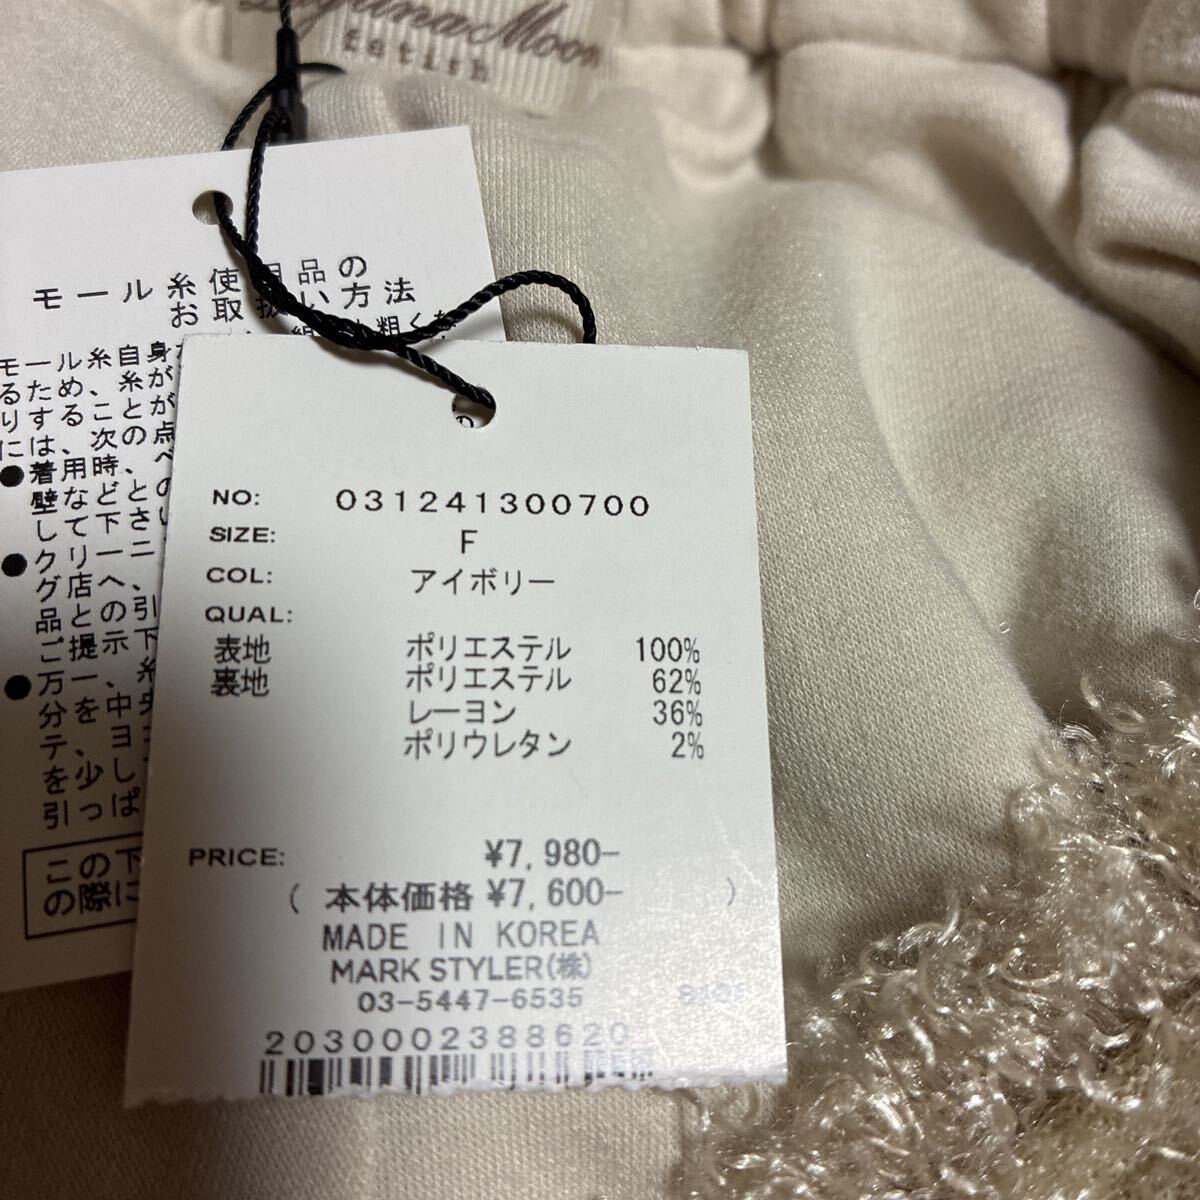 LagunaMoon
モール糸使用品の
お取扱い方法
モール糸自身
るため、糸が
りすることが
には、次の点
●着用時、ベ
壁などとの
して下さい
●クリーニ
グ店へ、
品との引
ご提示下
●万一、糸
分を中央
テ、ヨコ
を少し
引っぱ
この下
の際に
NO: 031241300700
SIZE: F
COL: アイボリー
QUAL:
表地 ポリエステル 100%
裏地 ポリエステル 62%
レーヨン 36%
ポリウレタン 2%
PRICE: ¥7,980-
( 本体価格 ¥7,600- )
MADE IN KOREA
MARK STYLER(株)
03-5447-6535
2030002388620